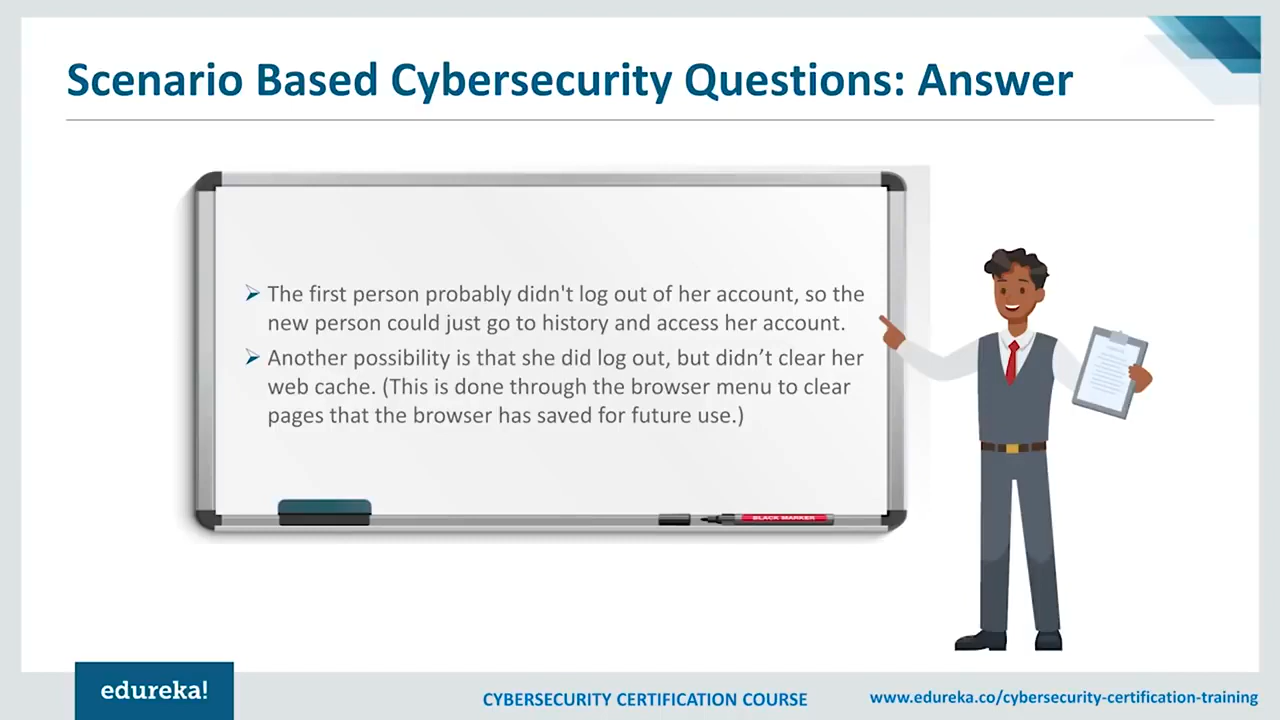 Scenario Based Cybersecurity Questions: Answer
➢ The first person probably didn't log out of her account, so the
new person could just go to history and access her account.
➢ Another possibility is that she did log out, but didn’t clear her
web cache. (This is done through the browser menu to clear
pages that the browser has saved for future use.)
BLACK MARKER
edureka!
CYBERSECURITY CERTIFICATION COURSE
www.edureka.co/cybersecurity-certification-training